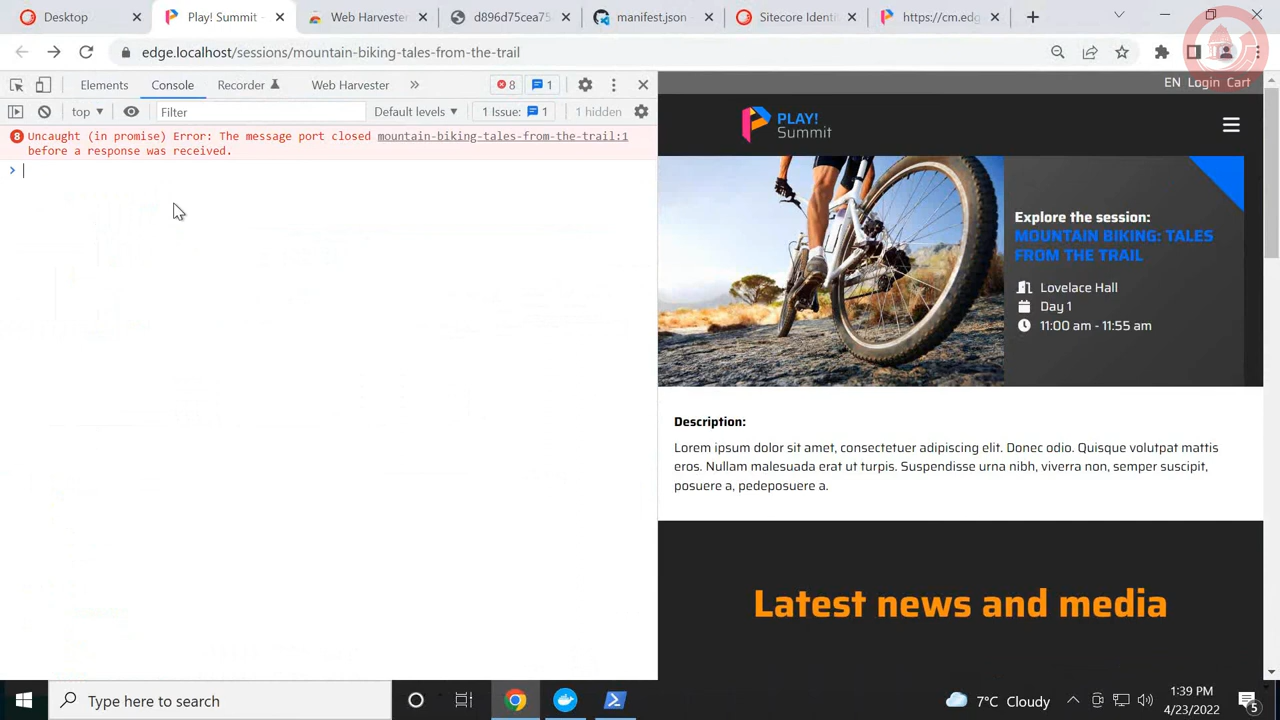 Desktop
Play! Summit -
Web Harvester
d896d75cea75
manifest.json
Sitecore Identi
https://cm.edg
edge.localhost/sessions/mountain-biking-tales-from-the-trail
Elements
Console
Recorder
Web Harvester
8
1
top
Filter
Default levels
1 Issue:
1
1 hidden
8
Uncaught (in promise) Error: The message port closed mountain-biking-tales-from-the-trail:1
before a response was received.
EN Login Cart
PLAY!
Summit
Explore the session:
MOUNTAIN BIKING: TALES
FROM THE TRAIL
Lovelace Hall
Day 1
11:00 am - 11:55 am
Description:
Lorem ipsum dolor sit amet, consectetuer adipiscing elit. Donec odio. Quisque volutpat mattis
eros. Nullam malesuada erat ut turpis. Suspendisse urna nibh, viverra non, semper suscipit,
posuere a, pedeposuere a.
Latest news and media
Type here to search
7°C Cloudy
1:39 PM
4/23/2022
5